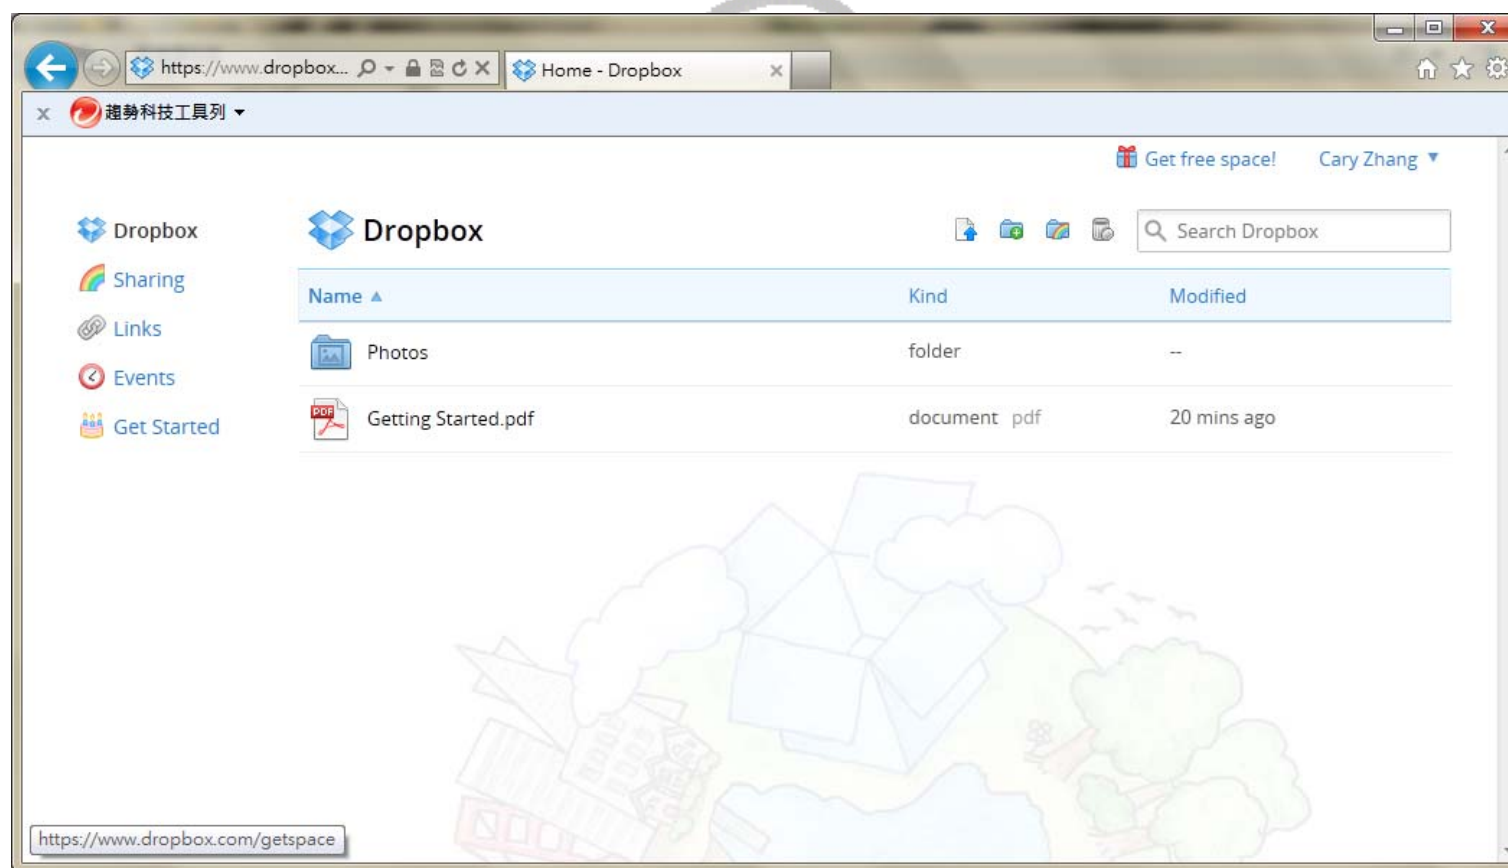 https://www.dropbox...
Home - Dropbox
x 趨勢科技工具列
Get free space! Cary Zhang
Dropbox
Sharing
Links
Events
Get Started
Dropbox
Search Dropbox
Name Kind Modified
Photos folder --
PDF Getting Started.pdf document pdf 20 mins ago
https://www.dropbox.com/getspace